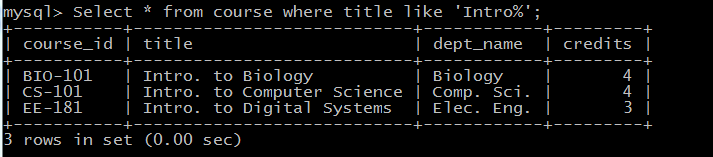 mysql> Select * from course where title like 'Intro%';
+-----------+----------------------------+------------+---------+
| course_id | title                      | dept_name  | credits |
+-----------+----------------------------+------------+---------+
| BIO-101   | Intro. to Biology          | Biology    |       4 |
| CS-101    | Intro. to Computer Science | Comp. Sci. |       4 |
| EE-181    | Intro. to Digital Systems  | Elec. Eng. |       3 |
+-----------+----------------------------+------------+---------+
3 rows in set (0.00 sec)